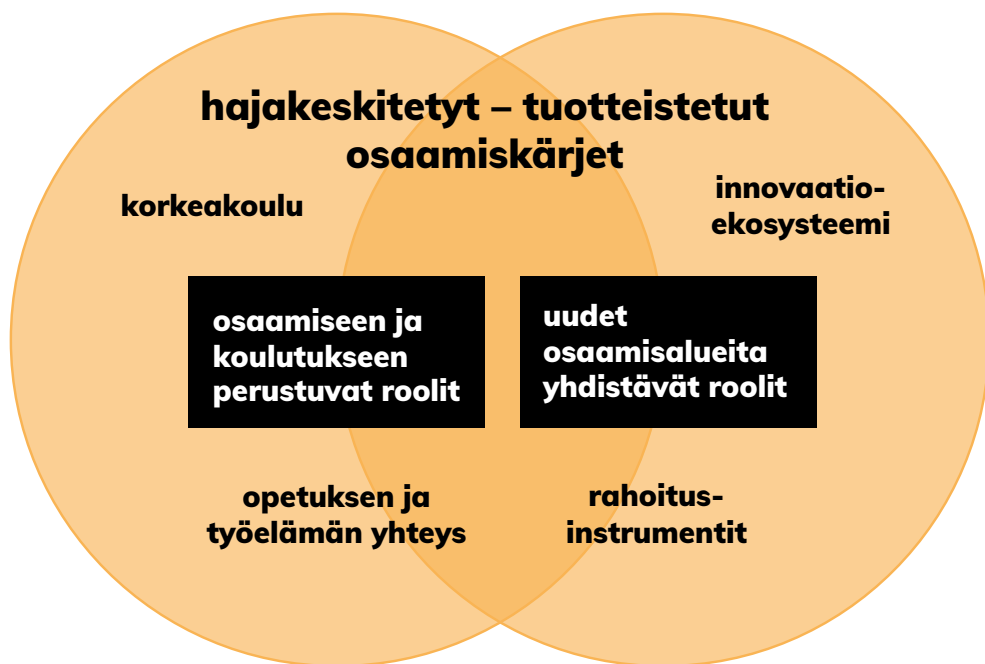 hajakeskitetyt – tuotteistetut
osaamiskärjet
korkeakoulu
innovaatio-
ekosysteemi
osaamiseen ja
koulutukseen
perustuvat roolit
uudet
osaamisalueita
yhdistävät roolit
opetuksen ja
työelämän yhteys
rahoitus-
instrumentit